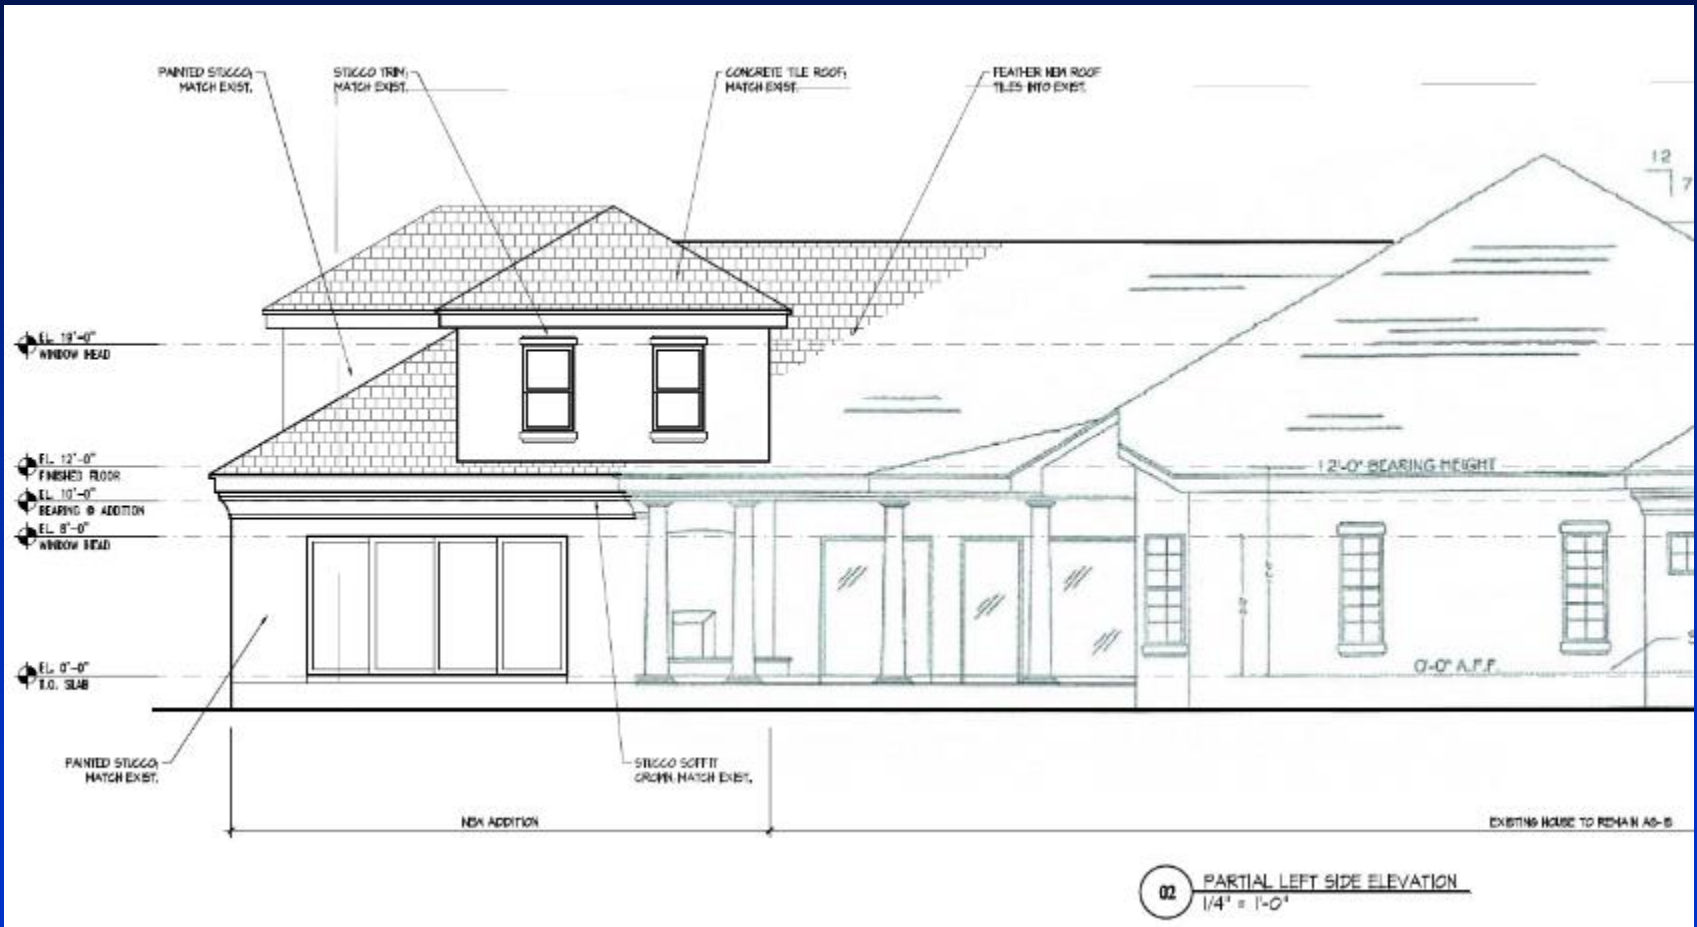 PAINTED STUCCO,
MATCH EXIST.
STUCCO TRIM,
MATCH EXIST.
CONCRETE TILE ROOF,
MATCH EXIST.
FEATHER NEW ROOF
TILES INTO EXIST.
12
7
EL. 19'-0"
WINDOW HEAD
EL. 12'-0"
FINISHED FLOOR
EL. 10'-0"
BEARING @ ADDITION
EL. 8'-0"
WINDOW HEAD
EL. 0'-0"
T.O. SLAB
12'-0" BEARING HEIGHT
0'-0" A.F.F.
PAINTED STUCCO,
MATCH EXIST.
STUCCO SOFFIT
CROWN, MATCH EXIST.
NEW ADDITION
EXISTING HOUSE TO REMAIN AS-IS
02
PARTIAL LEFT SIDE ELEVATION
1/4" = 1'-0"